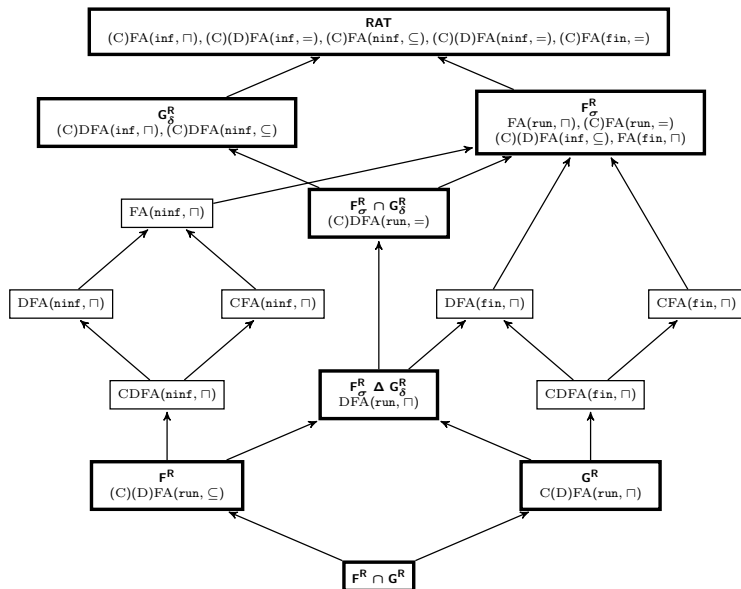 RAT
(C)FA(inf, ⊓), (C)(D)FA(inf, =), (C)FA(ninf, ⊆), (C)(D)FA(ninf, =), (C)FA(fin, =)
G^R_δ
(C)DFA(inf, ⊓), (C)DFA(ninf, ⊆)
F^R_σ
FA(run, ⊓), (C)FA(run, =)
(C)(D)FA(inf, ⊆), FA(fin, ⊓)
FA(ninf, ⊓)
F^R_σ ∩ G^R_δ
(C)DFA(run, =)
DFA(ninf, ⊓)
CFA(ninf, ⊓)
DFA(fin, ⊓)
CFA(fin, ⊓)
CDFA(ninf, ⊓)
F^R_σ Δ G^R_δ
DFA(run, ⊓)
CDFA(fin, ⊓)
F^R
(C)(D)FA(run, ⊆)
G^R
C(D)FA(run, ⊓)
F^R ∩ G^R